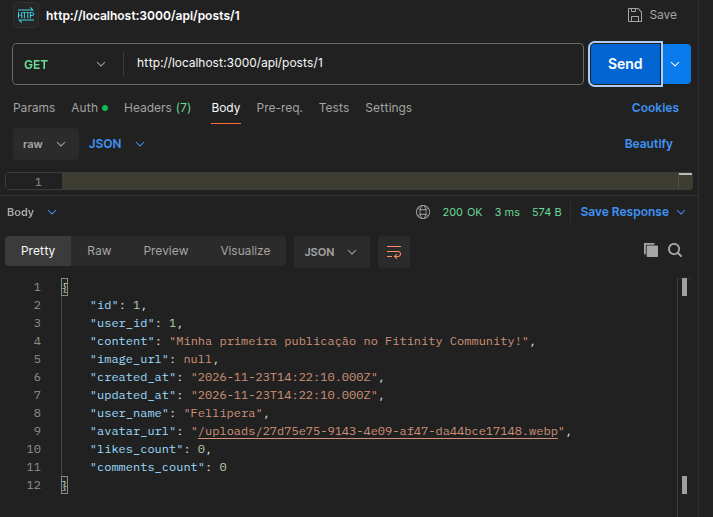 HTTP http://localhost:3000/api/posts/1 Save
GET http://localhost:3000/api/posts/1 Send
Params Auth Headers (7) Body Pre-req. Tests Settings Cookies
raw JSON Beautify
1
Body 200 OK 3 ms 574 B Save Response
Pretty Raw Preview Visualize JSON
1 {
2 "id": 1,
3 "user_id": 1,
4 "content": "Minha primeira publicação no Fitinity Community!",
5 "image_url": null,
6 "created_at": "2026-11-23T14:22:10.000Z",
7 "updated_at": "2026-11-23T14:22:10.000Z",
8 "user_name": "Fellipera",
9 "avatar_url": "/uploads/27d75e75-9143-4e09-af47-da44bce17148.webp",
10 "likes_count": 0,
11 "comments_count": 0
12 }